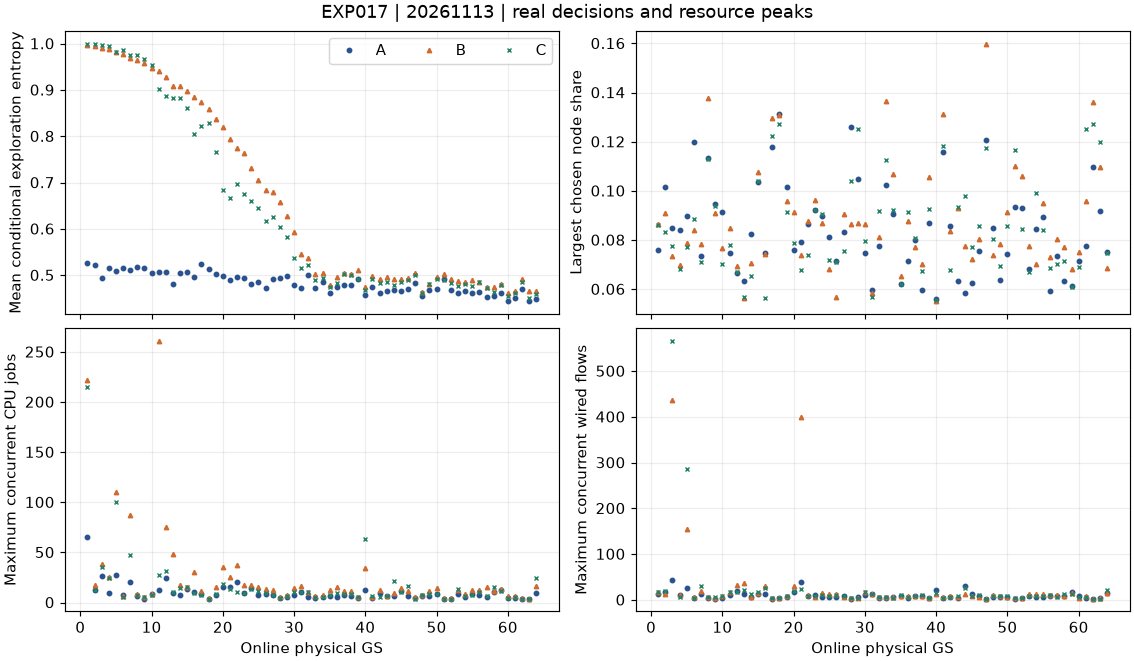 EXP017 | 20261113 | real decisions and resource peaks
Mean conditional exploration entropy
1.0
0.9
0.8
0.7
0.6
0.5
A B C
Largest chosen node share
0.16
0.14
0.12
0.10
0.08
0.06
Maximum concurrent CPU jobs
250
200
150
100
50
0
0 10 20 30 40 50 60
Online physical GS
Maximum concurrent wired flows
500
400
300
200
100
0
0 10 20 30 40 50 60
Online physical GS